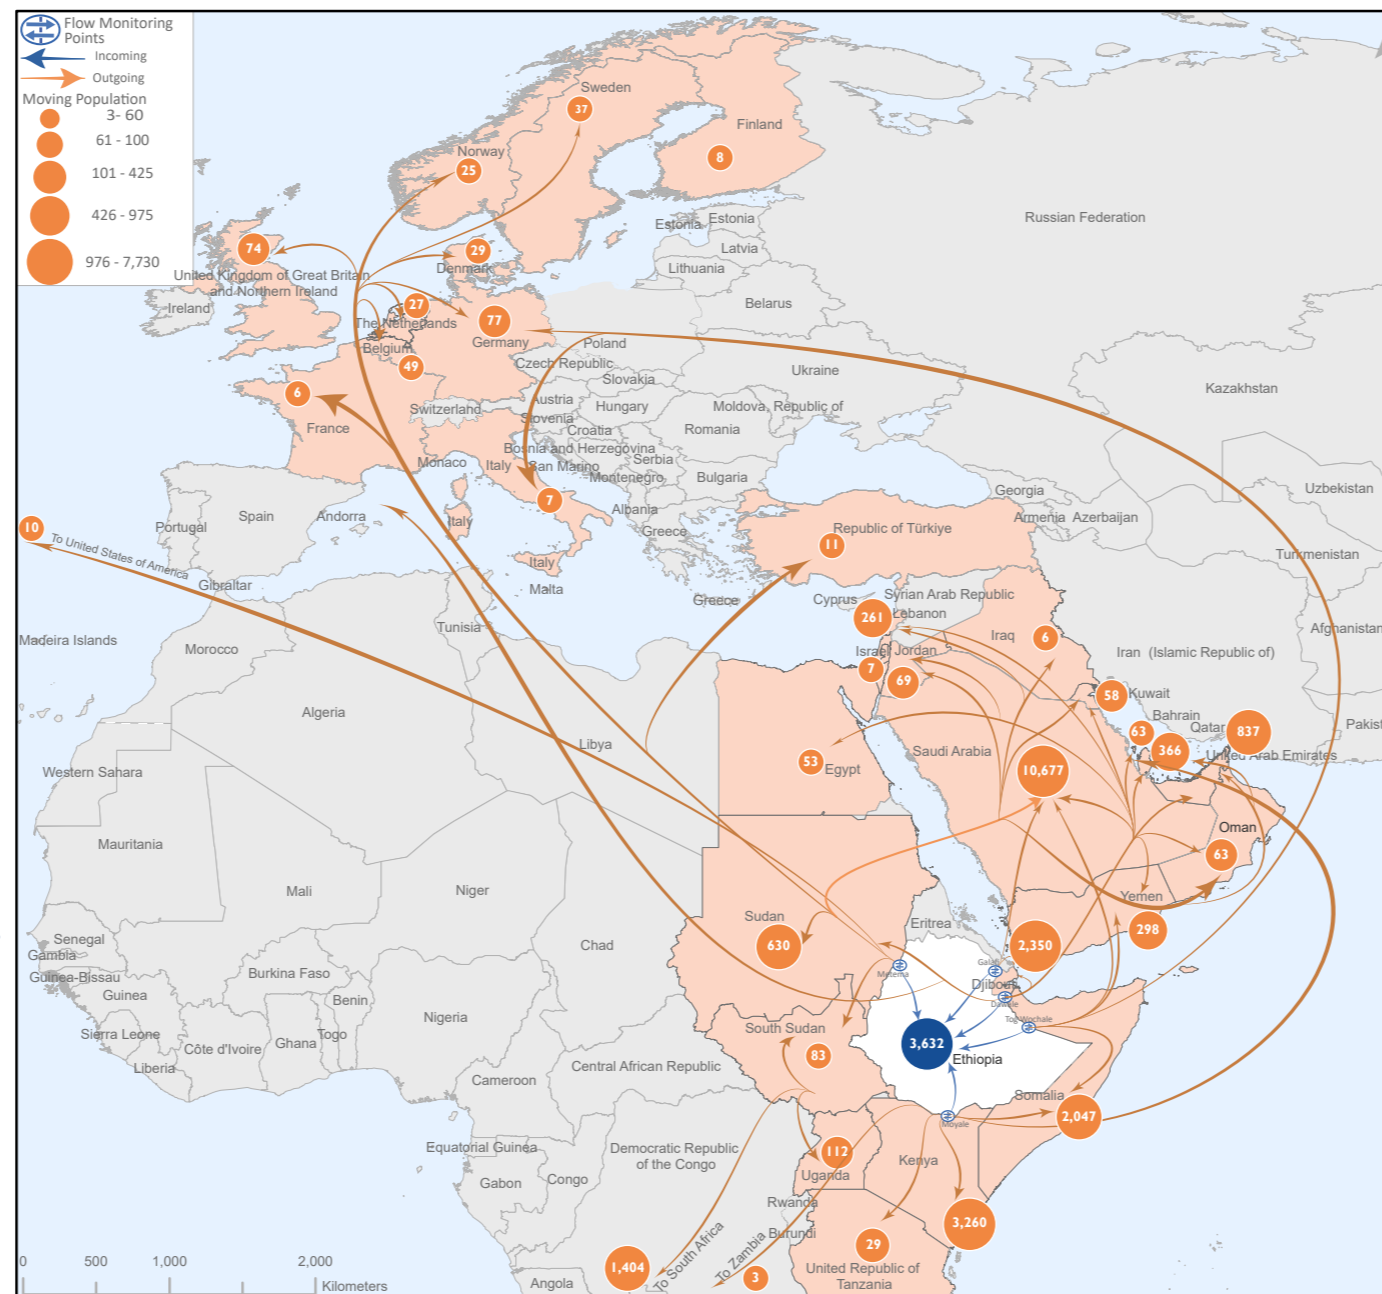 Flow Monitoring
Points
Incoming
Outgoing
Moving Population
3- 60
61 - 100
101 - 425
426 - 975
976 - 7,730
Sweden
37
Finland
8
Norway
25
Russian Federation
Estonia
Estonia
Latvia
Lithuania
Belarus
74
United Kingdom of Great Britain
and Northern Ireland
Ireland
29
Denmark
27
The Netherlands
77
Germany
Belgium
49
Poland
Czech Republic
Slovakia
Ukraine
Kazakhstan
6
France
Switzerland
Austria
Hungary
Moldova, Republic of
Slovenia
Croatia
Romania
Bosnia and Herzegovina
Serbia
San Marino
Monaco
Italy
Montenegro
Bulgaria
7
Albania
Greece
Georgia
Uzbekistan
Armenia
Azerbaijan
Turkmenistan
Portugal
Spain
Andorra
Italy
Italy
Malta
Gibraltar
10
To United States of America
Republic of Türkiye
11
Greece
Cyprus
Syrian Arab Republic
261
Lebanon
Iraq
6
Afghanistan
Iran (Islamic Republic of)
Madeira Islands
Morocco
Tunisia
Israel
Jordan
7
69
58
Kuwait
Bahrain
63
Qatar
837
366
United Arab Emirates
Pakist
Algeria
Libya
53
Egypt
Saudi Arabia
10,677
Western Sahara
Oman
63
Mauritania
Mali
Niger
Chad
Sudan
630
Eritrea
Yemen
298
2,350
Senegal
Gambia
Guinea-Bissau
Guinea
Burkina Faso
Benin
Sierra Leone
Côte d'Ivoire
Ghana
Togo
Liberia
Nigeria
Metema
Galafi
Djibouti
Dawale
Tog Wochale
South Sudan
83
3,632
Ethiopia
Somalia
2,047
Moyale
Cameroon
Central African Republic
Equatorial Guinea
Gabon
Congo
Democratic Republic
of the Congo
112
Uganda
Kenya
3,260
Rwanda
Burundi
29
United Republic of
Tanzania
To South Africa
To Zambia
1,404
3
Angola
0 500 1,000 2,000
Kilometers